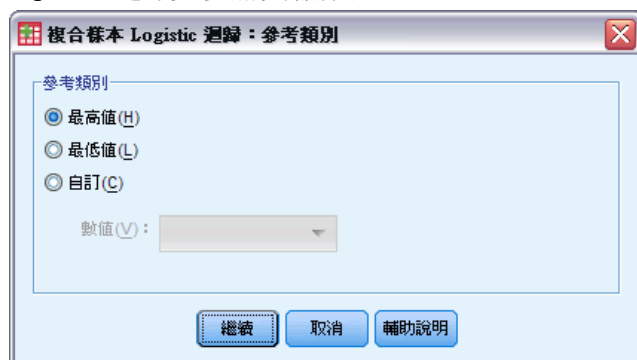 複合樣本 Logistic 迴歸：參考類別
參考類別
最高值(H)
最低值(L)
自訂(C)
數值(V)：
繼續 取消 輔助說明